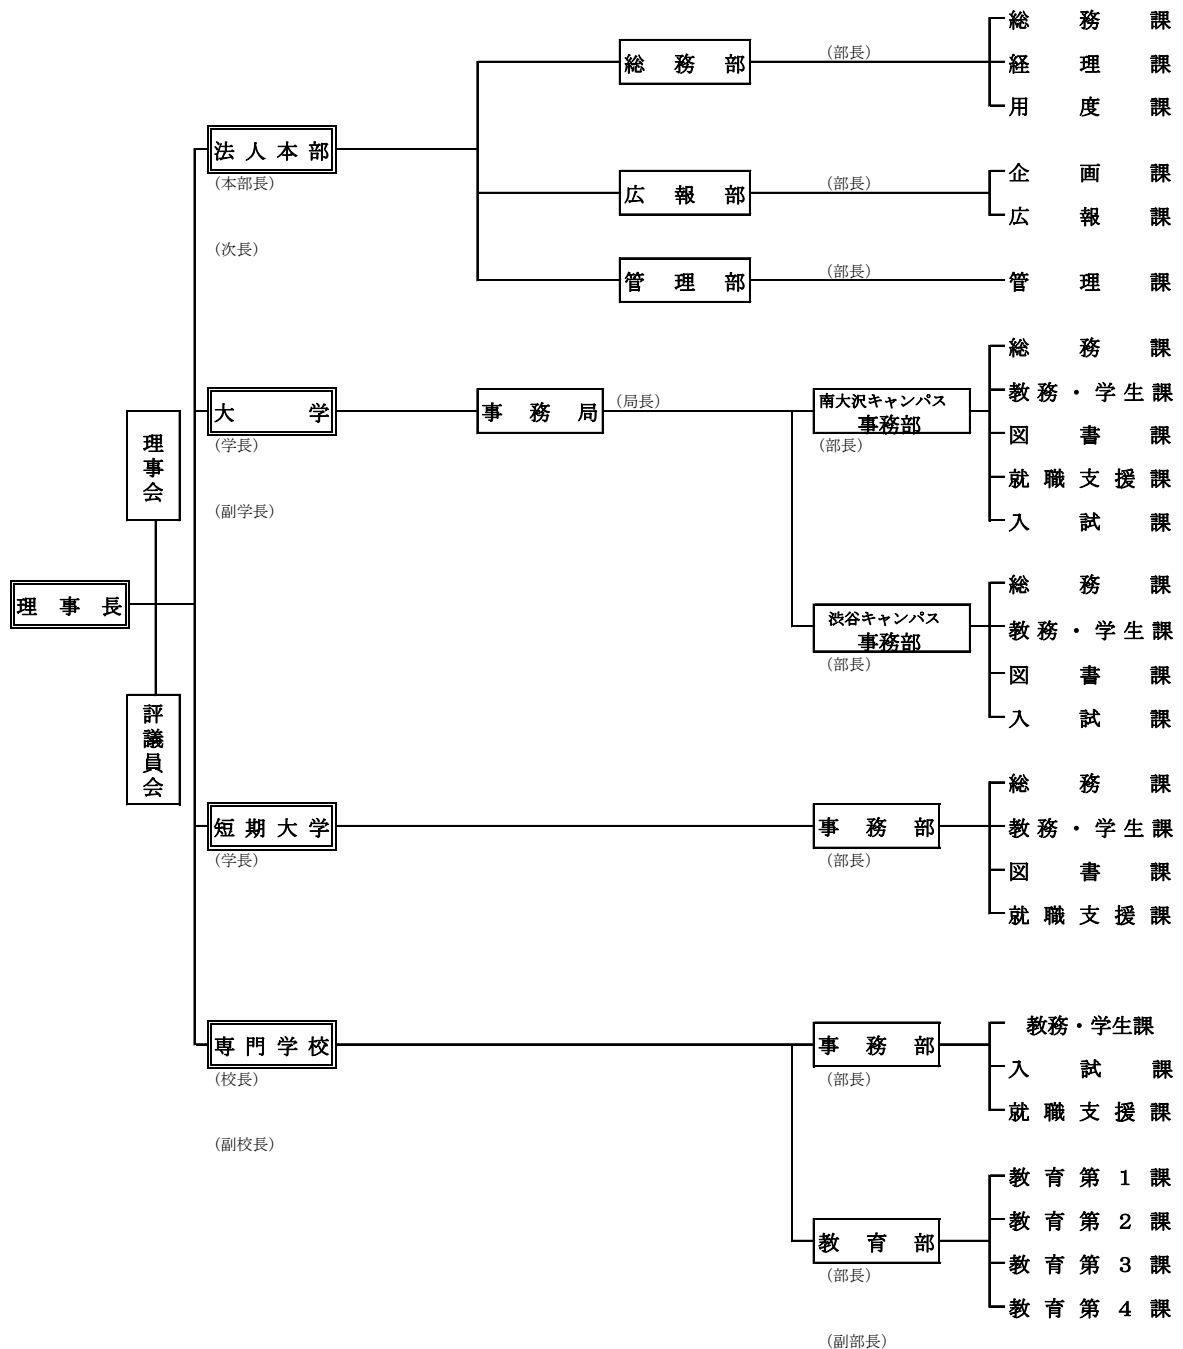 総務課
総務部
(部長)
経理課
用度課
法人本部
(本部長)
(次長)
企画課
広報部
(部長)
広報課
管理部
(部長)
管理課
総務課
大学
(学長)
(副学長)
事務局
(局長)
南大沢キャンパス
事務部
(部長)
教務・学生課
図書課
就職支援課
入試課
理事会
理事長
評議員会
総務課
渋谷キャンパス
事務部
(部長)
教務・学生課
図書課
入試課
総務課
短期大学
(学長)
事務部
(部長)
教務・学生課
図書課
就職支援課
専門学校
(校長)
(副校長)
事務部
(部長)
教務・学生課
入試課
就職支援課
教育第1課
教育第2課
教育部
(部長)
(副部長)
教育第3課
教育第4課